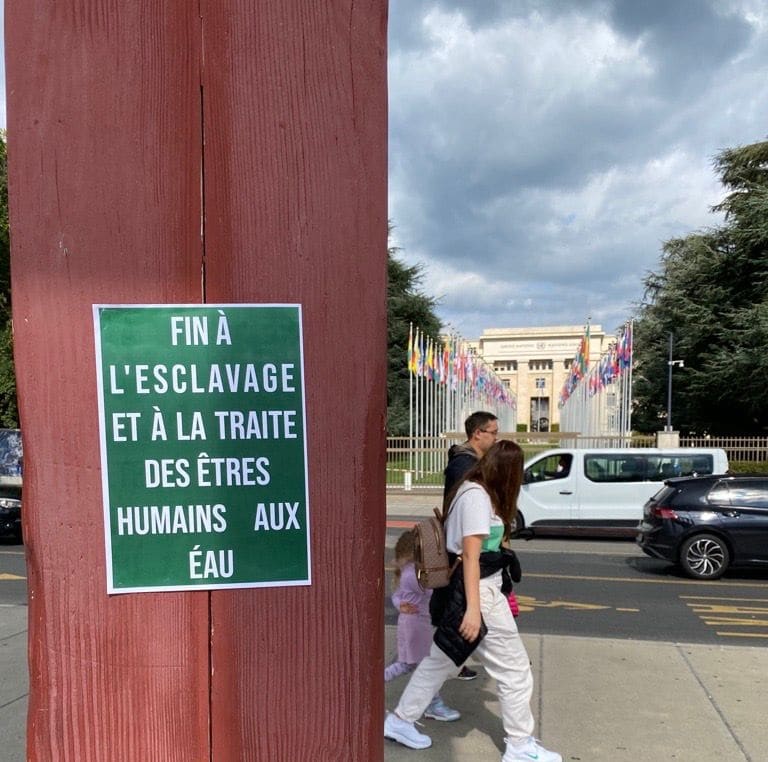 FIN À
L'ESCLAVAGE
ET À LA TRAITE
DES ÊTRES
HUMAINS AUX
ÉAU